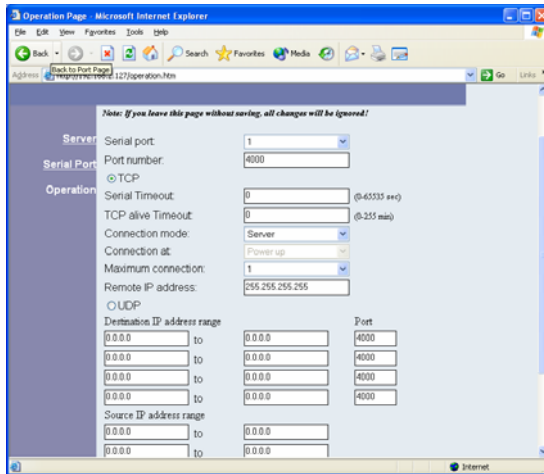 Operation Page - Microsoft Internet Explorer
File Edit View Favorites Tools Help
Back Search Favorites Media
Back to Port Page
Address .127/operation.htm Go Links
Note: If you leave this page without saving, all changes will be ignored!
Server
Serial Port
Operation
Serial port: 1
Port number: 4000
TCP
Serial Timeout: 0 (0-65535 sec)
TCP alive Timeout: 0 (0-255 min)
Connection mode: Server
Connection at: Power up
Maximum connection: 1
Remote IP address: 255.255.255.255
UDP
Destination IP address range Port
0.0.0.0 to 0.0.0.0 4000
0.0.0.0 to 0.0.0.0 4000
0.0.0.0 to 0.0.0.0 4000
0.0.0.0 to 0.0.0.0 4000
Source IP address range
0.0.0.0 to 0.0.0.0
0.0.0.0 to 0.0.0.0
Internet